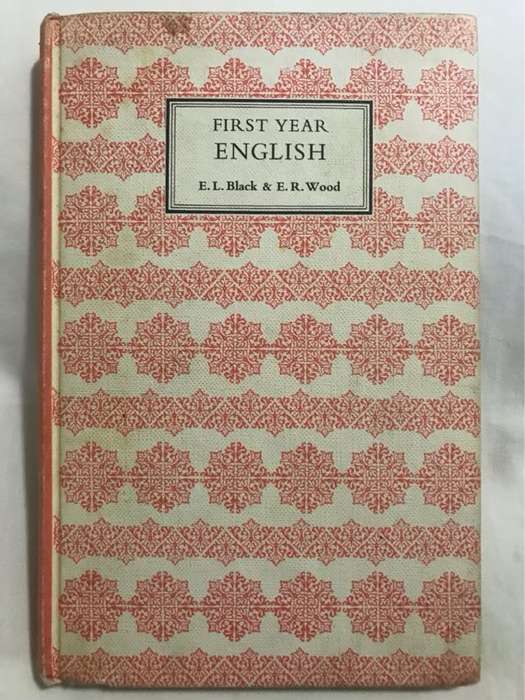 FIRST YEAR
ENGLISH
E. L. Black & E. R. Wood